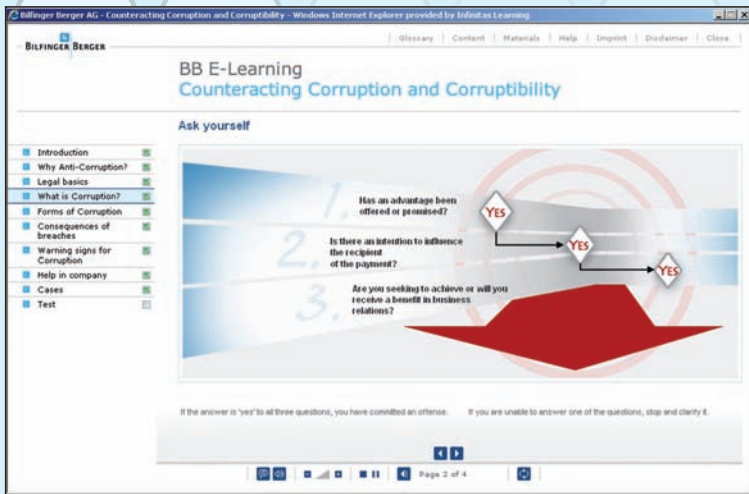 Bilfinger Berger AG - Counteracting Corruption and Corruptibility - Windows Internet Explorer provided by Infinitas Learning
BILFINGER BERGER
Glossary | Content | Materials | Help | Imprint | Disclaimer | Close
BB E-Learning
Counteracting Corruption and Corruptibility
Ask yourself
Introduction
Why Anti-Corruption?
Legal basics
What is Corruption?
Forms of Corruption
Consequences of
breaches
Warning signs for
Corruption
Help in company
Cases
Test
1.
Has an advantage been
offered or promised?
YES
2.
Is there an intention to influence
the recipient
of the payment?
YES
3.
Are you seeking to achieve or will you
receive a benefit in business
relations?
YES
If the answer is 'yes' to all three questions, you have committed an offense.
If you are unable to answer one of the questions, stop and clarify it.
Page 2 of 4